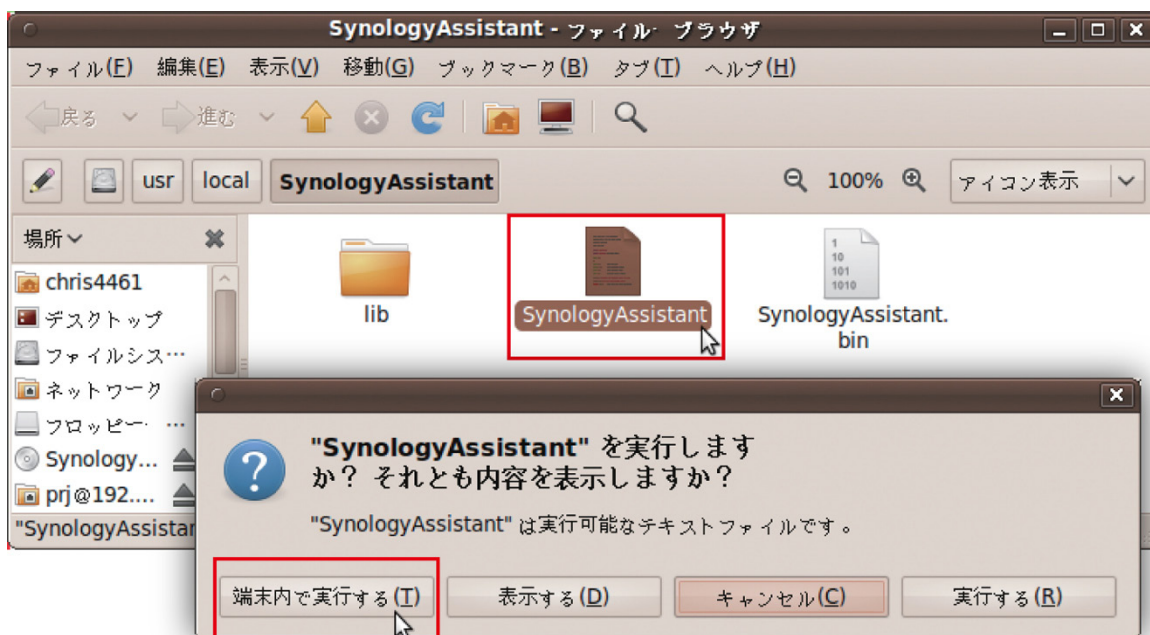 SynologyAssistant - ファイル・ブラウザ
ファイル(F) 編集(E) 表示(V) 移動(G) ブックマーク(B) タブ(T) ヘルプ(H)
戻る 進む
usr local SynologyAssistant 100% アイコン表示
場所
chris4461
デスクトップ
ファイルシス…
ネットワーク
フロッピー・ …
Synology...
prj@192....
lib
SynologyAssistant
1
10
101
1010
SynologyAssistant.
bin
"SynologyAssistan
"SynologyAssistant" を実行します
か？ それとも内容を表示しますか？
"SynologyAssistant" は実行可能なテキストファイルです。
端末内で実行する(T) 表示する(D) キャンセル(C) 実行する(R)